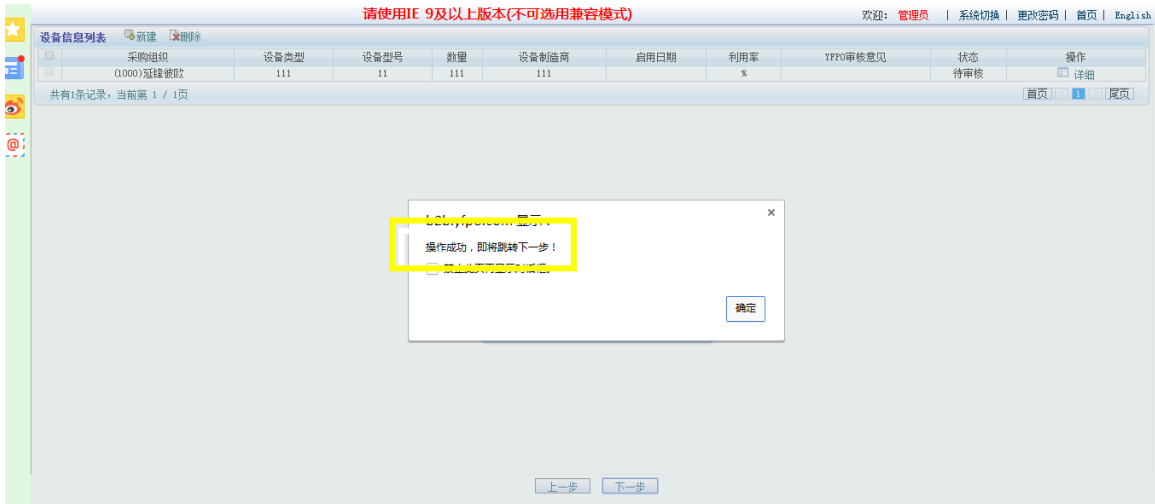 请使用IE 9及以上版本(不可选用兼容模式)
欢迎: 管理员 | 系统切换 | 更改密码 | 首页 | English
设备信息列表 新建 删除
采购组织 设备类型 设备型号 数量 设备制造商 启用日期 利用率 YFPO审核意见 状态 操作
(1000)延锋彼欧 111 11 111 111 % 待审核 详细
共有1条记录，当前第 1 / 1页
首页 < 1 > 尾页
×
操作成功，即将跳转下一步！
确定
上一步 下一步
@